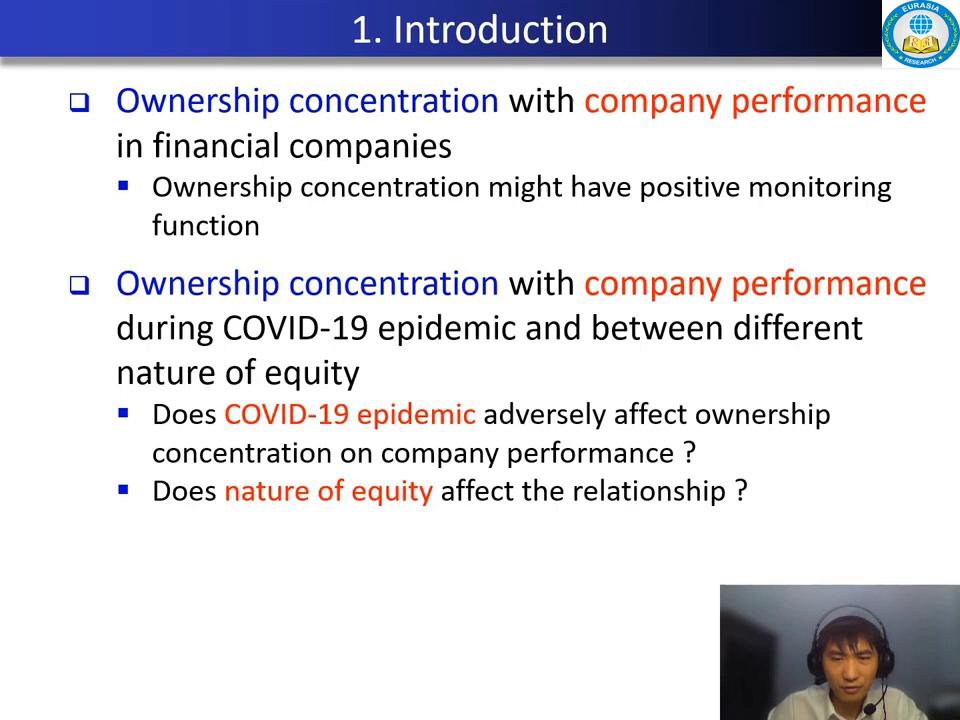 1. Introduction
EURASIA
RESEARCH
Ownership concentration with company performance
in financial companies
Ownership concentration might have positive monitoring
function
Ownership concentration with company performance
during COVID-19 epidemic and between different
nature of equity
Does COVID-19 epidemic adversely affect ownership
concentration on company performance ?
Does nature of equity affect the relationship ?